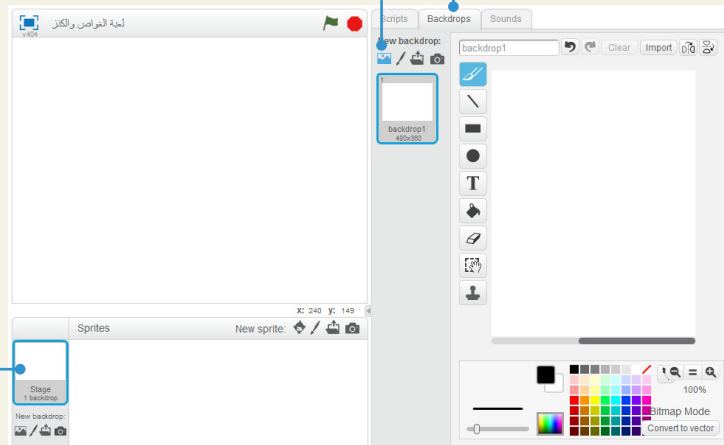 لعبة الغواص والكنز
v404
x: 240 y: 149
Sprites
New sprite:
Stage
1 backdrop
New backdrop:
Scripts
Backdrops
Sounds
New backdrop:
1
backdrop1
480x360
backdrop1
Clear
Import
T
100%
Bitmap Mode
Convert to vector